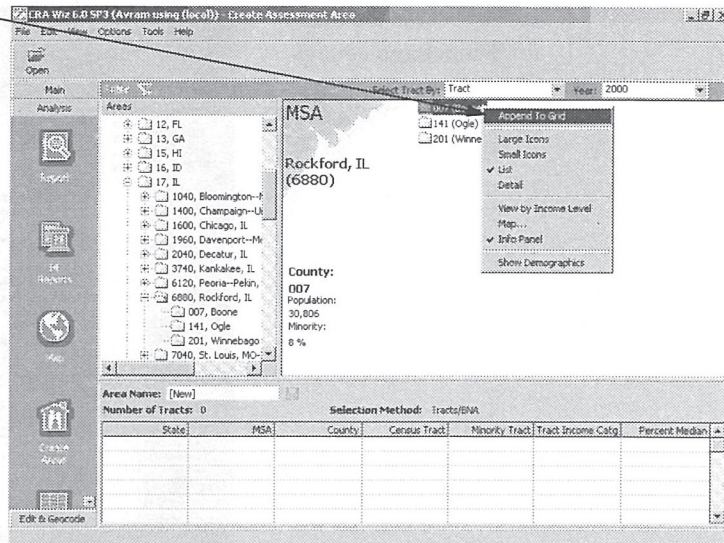 CRA Wiz 6.0 SP3 (Avram using (local)) - Create Assessment Area
File Edit View Options Tools Help
Open
Main
Analysis
Report
Reports
Map
Create Areas
Edit & Geocode
Select Tract By: Tract
Year: 2000
Areas
12, FL
13, GA
15, HI
16, ID
17, IL
1040, Bloomington--N
1400, Champaign--U
1600, Chicago, IL
1960, Davenport--M
2040, Decatur, IL
3740, Kankakee, IL
6120, Peoria--Pekin,
6880, Rockford, IL
007, Boone
141, Ogle
201, Winnebago
7040, St. Louis, MO-
MSA
Rockford, IL
(6880)
County:
007
Population:
30,806
Minority:
8 %
141 (Ogle)
201 (Winne
Append To Grid
Large Icons
Small Icons
List
Detail
View by Income Level
Map...
Info Panel
Show Demographics
Area Name: [New]
Number of Tracts: 0
Selection Method: Tracts/BNA
State MSA County Census Tract Minority Tract Tract Income Catg Percent Median